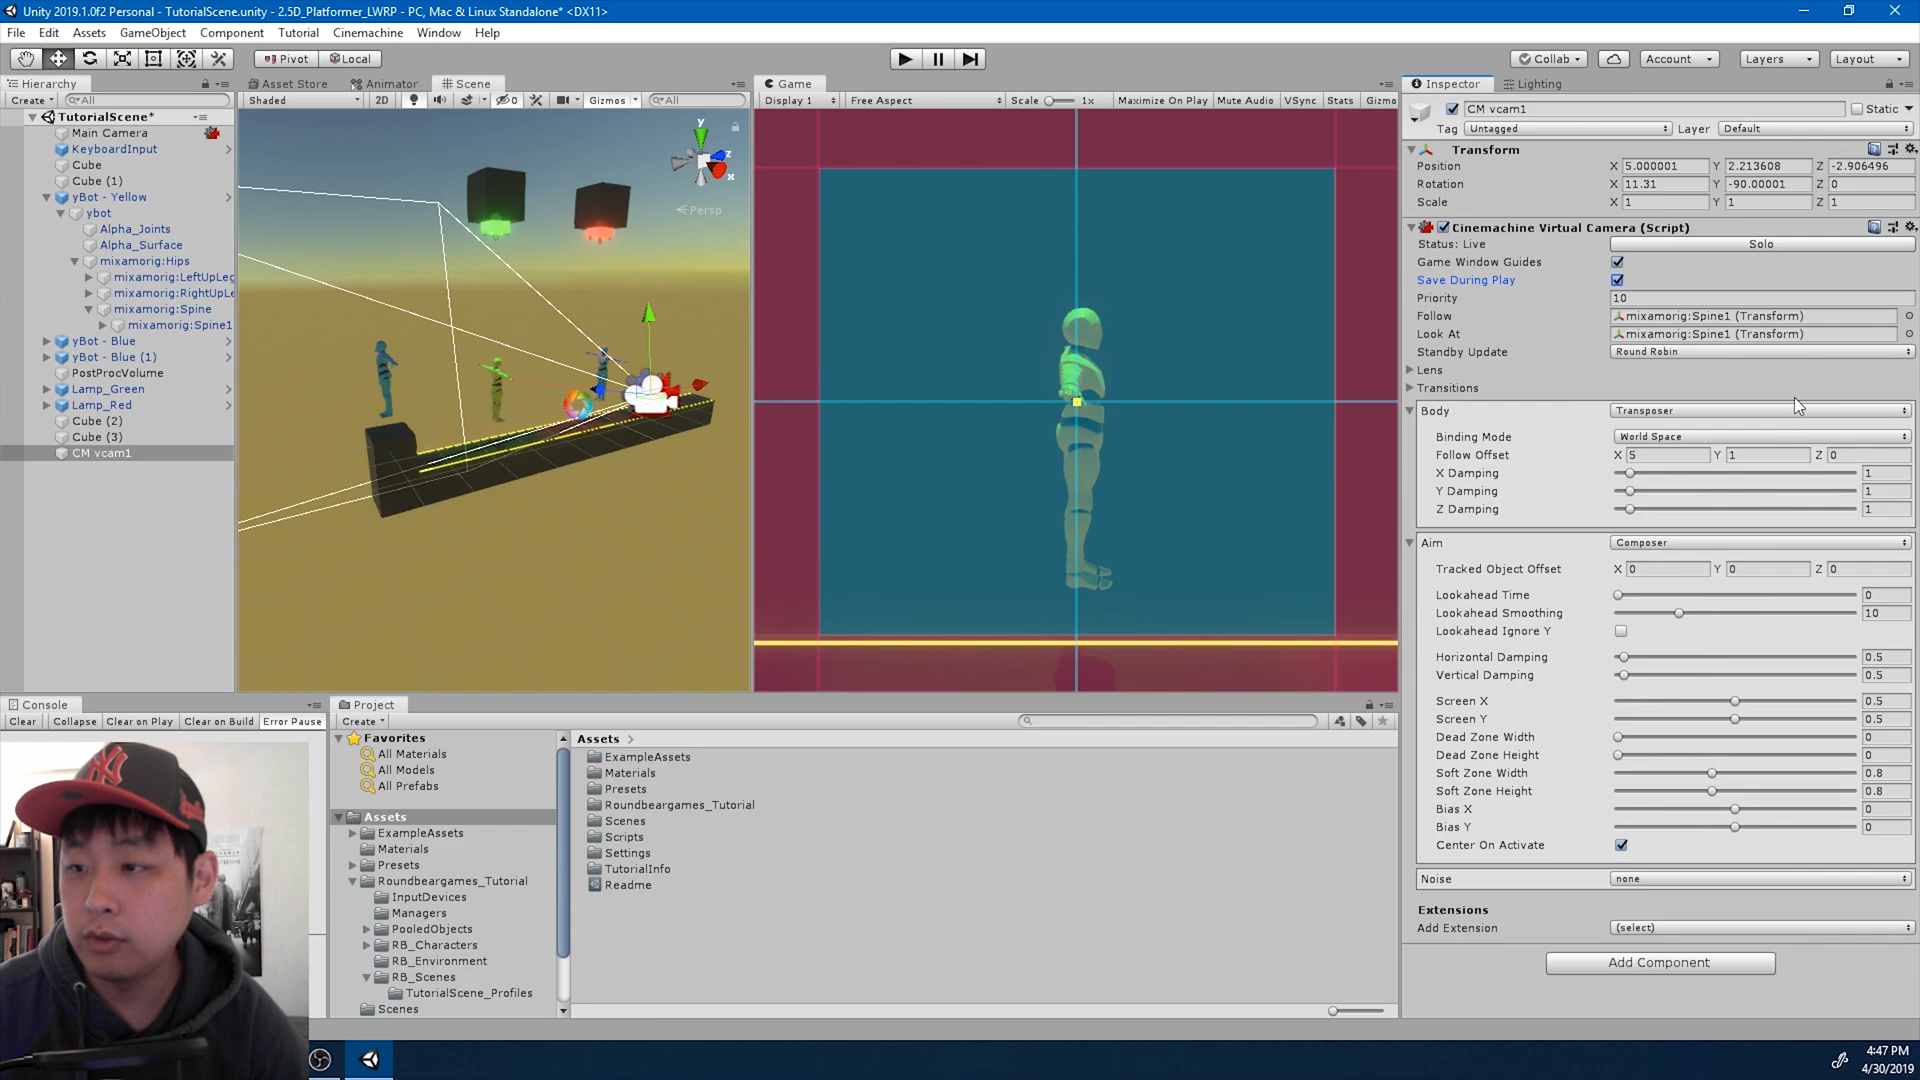 Unity 2019.1.0f2 Personal - TutorialScene.unity - 2.5D_Platformer_LWRP - PC, Mac & Linux Standalone* <DX11>
File Edit Assets GameObject Component Tutorial Cinemachine Window Help
Pivot Local Collab Account Layers Layout
Hierarchy Asset Store Animator Scene Game Inspector Lighting
Create All Shaded 2D 0 Gizmos All Display 1 Free Aspect Scale 1x Maximize On Play Mute Audio VSync Stats Gizmo
TutorialScene*
Main Camera
KeyboardInput
Cube
Cube (1)
yBot - Yellow
ybot
Alpha_Joints
Alpha_Surface
mixamorig:Hips
mixamorig:LeftUpLeg
mixamorig:RightUpLe
mixamorig:Spine
mixamorig:Spine1
yBot - Blue
yBot - Blue (1)
PostProcVolume
Lamp_Green
Lamp_Red
Cube (2)
Cube (3)
CM vcam1
y
z
x
Persp
CM vcam1 Static
Tag Untagged Layer Default
Transform
Position X 5.000001 Y 2.213608 Z -2.906496
Rotation X 11.31 Y -90.00001 Z 0
Scale X 1 Y 1 Z 1
Cinemachine Virtual Camera (Script)
Status: Live Solo
Game Window Guides
Save During Play
Priority 10
Follow mixamorig:Spine1 (Transform)
Look At mixamorig:Spine1 (Transform)
Standby Update Round Robin
Lens
Transitions
Body Transposer
Binding Mode World Space
Follow Offset X 5 Y 1 Z 0
X Damping 1
Y Damping 1
Z Damping 1
Aim Composer
Tracked Object Offset X 0 Y 0 Z 0
Lookahead Time 0
Lookahead Smoothing 10
Lookahead Ignore Y
Horizontal Damping 0.5
Vertical Damping 0.5
Screen X 0.5
Screen Y 0.5
Dead Zone Width 0
Dead Zone Height 0
Soft Zone Width 0.8
Soft Zone Height 0.8
Bias X 0
Bias Y 0
Center On Activate
Noise none
Extensions
Add Extension (select)
Add Component
Console Project
Clear Collapse Clear on Play Clear on Build Error Pause Create
Favorites
All Materials
All Models
All Prefabs
Assets
ExampleAssets
Materials
Presets
Roundbeargames_Tutorial
InputDevices
Managers
PooledObjects
RB_Characters
RB_Environment
RB_Scenes
TutorialScene_Profiles
Scenes
Assets
ExampleAssets
Materials
Presets
Roundbeargames_Tutorial
Scenes
Scripts
Settings
TutorialInfo
Readme
4:47 PM
4/30/2019